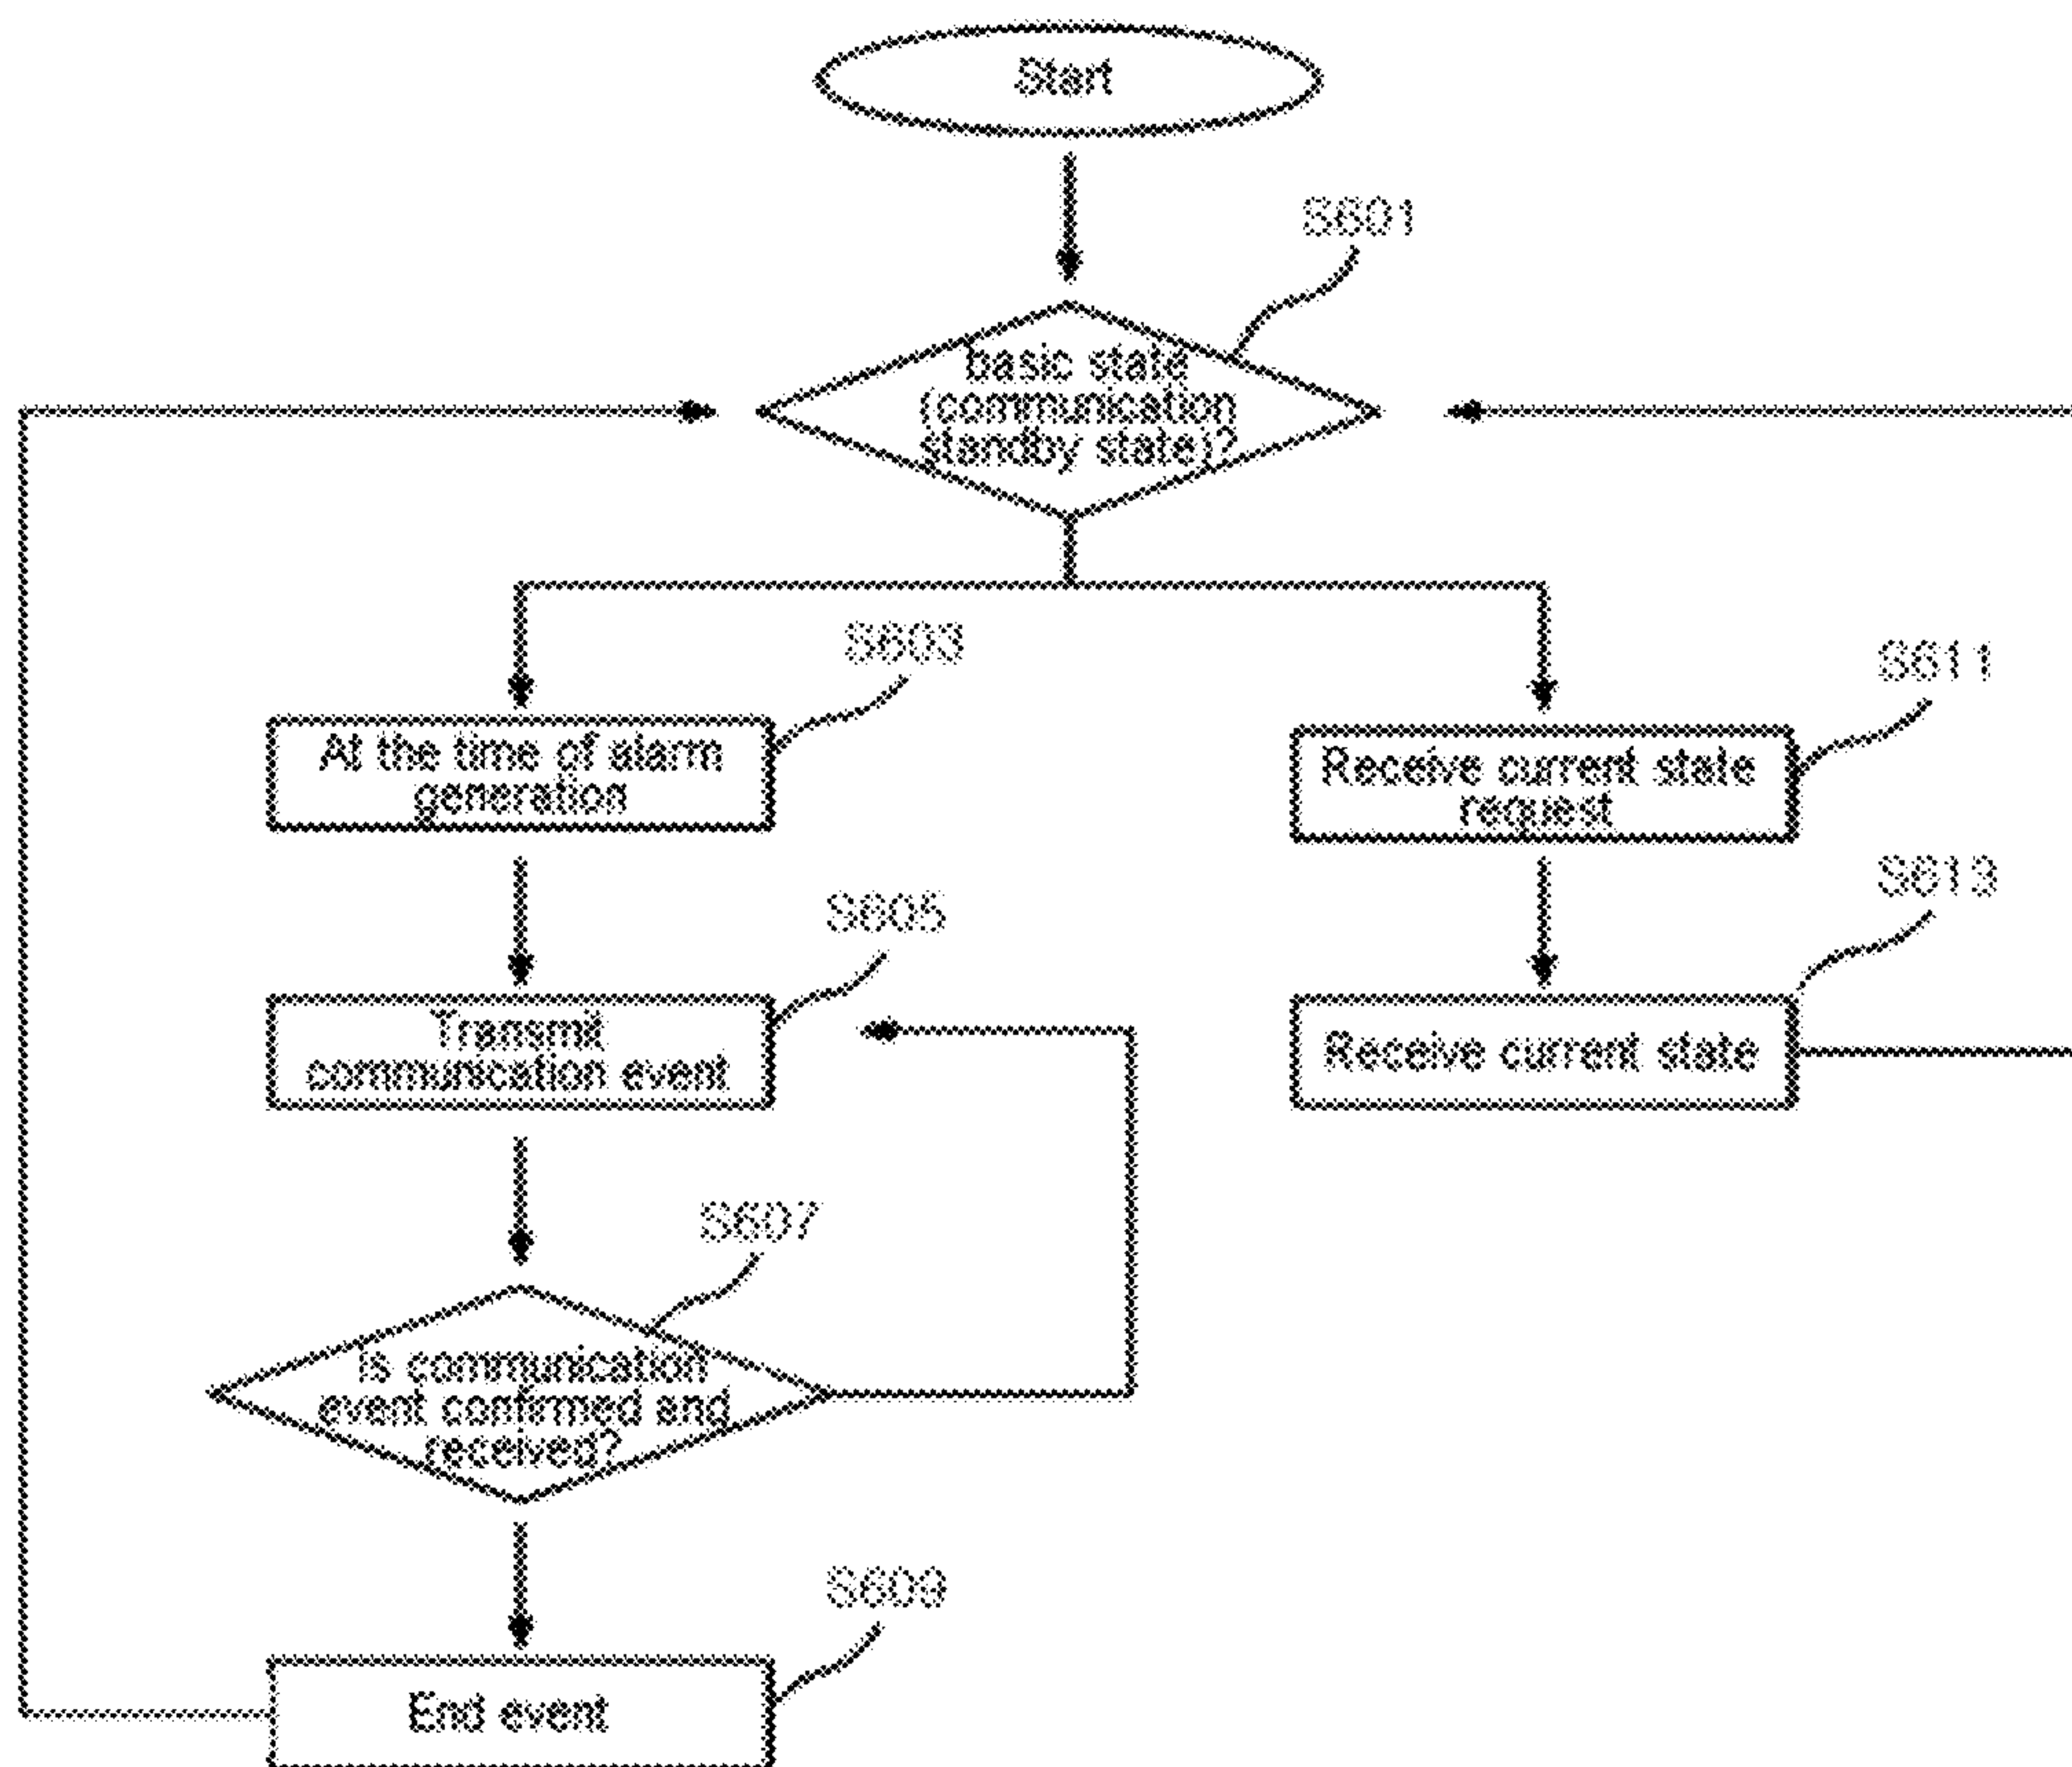 Start
S601
basic state
(communication
standby state)?
S603
At the time of alarm
generation
S611
Receive current state
request
S605
Transmit
communication event
S613
Receive current state
S607
Is communication
event confirmed and
received?
S609
End event